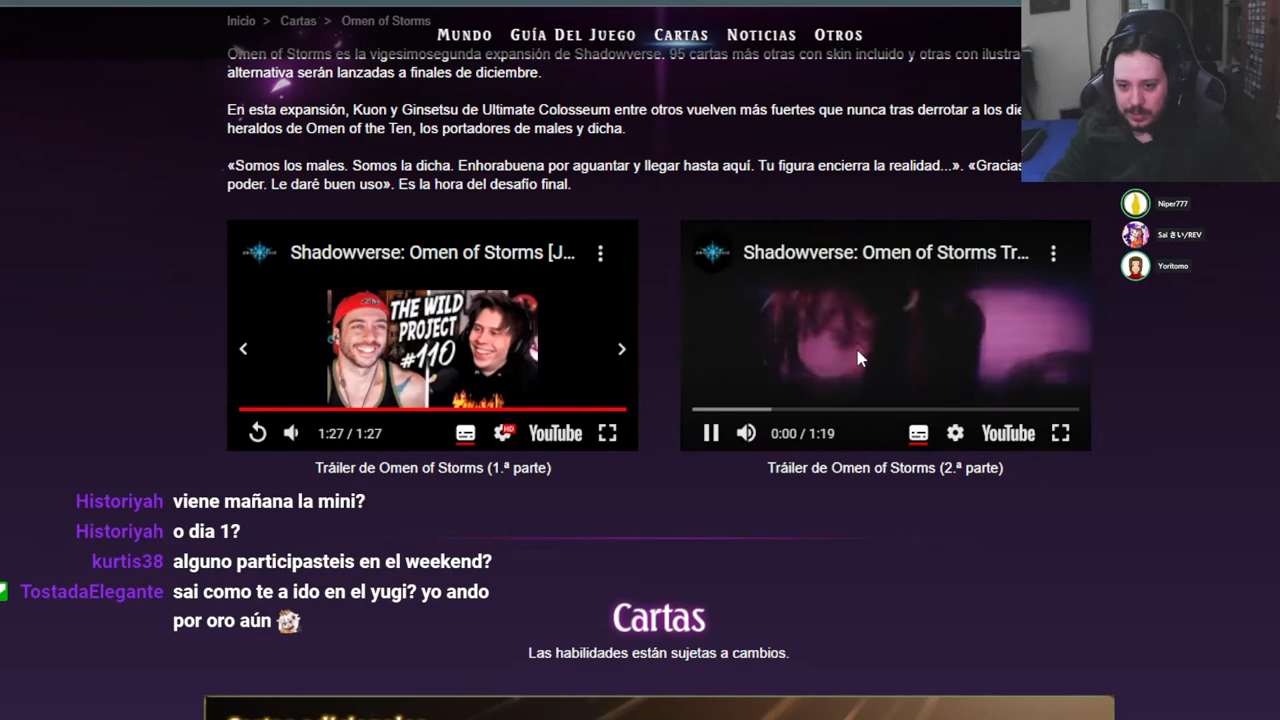 Inicio > Cartas > Omen of Storms
MUNDO GUÍA DEL JUEGO CARTAS NOTICIAS OTROS
Omen of Storms es la vigesimosegunda expansión de Shadowverse. 95 cartas más otras con skin incluido y otras con ilustra
alternativa serán lanzadas a finales de diciembre.
En esta expansión, Kuon y Ginsetsu de Ultimate Colosseum entre otros vuelven más fuertes que nunca tras derrotar a los die
heraldos de Omen of the Ten, los portadores de males y dicha.
«Somos los males. Somos la dicha. Enhorabuena por aguantar y llegar hasta aquí. Tu figura encierra la realidad...». «Gracias
poder. Le daré buen uso». Es la hora del desafío final.
Niper777
Sai さい/REV
Yoritomo
Shadowverse: Omen of Storms [J...
THE WILD
PROJECT
#110
1:27 / 1:27
HD
YouTube
Tráiler de Omen of Storms (1.ª parte)
Shadowverse: Omen of Storms Tr...
0:00 / 1:19
YouTube
Tráiler de Omen of Storms (2.ª parte)
Historiyah viene mañana la mini?
Historiyah o dia 1?
kurtis38 alguno participasteis en el weekend?
TostadaElegante sai como te a ido en el yugi? yo ando
por oro aún
Cartas
Las habilidades están sujetas a cambios.